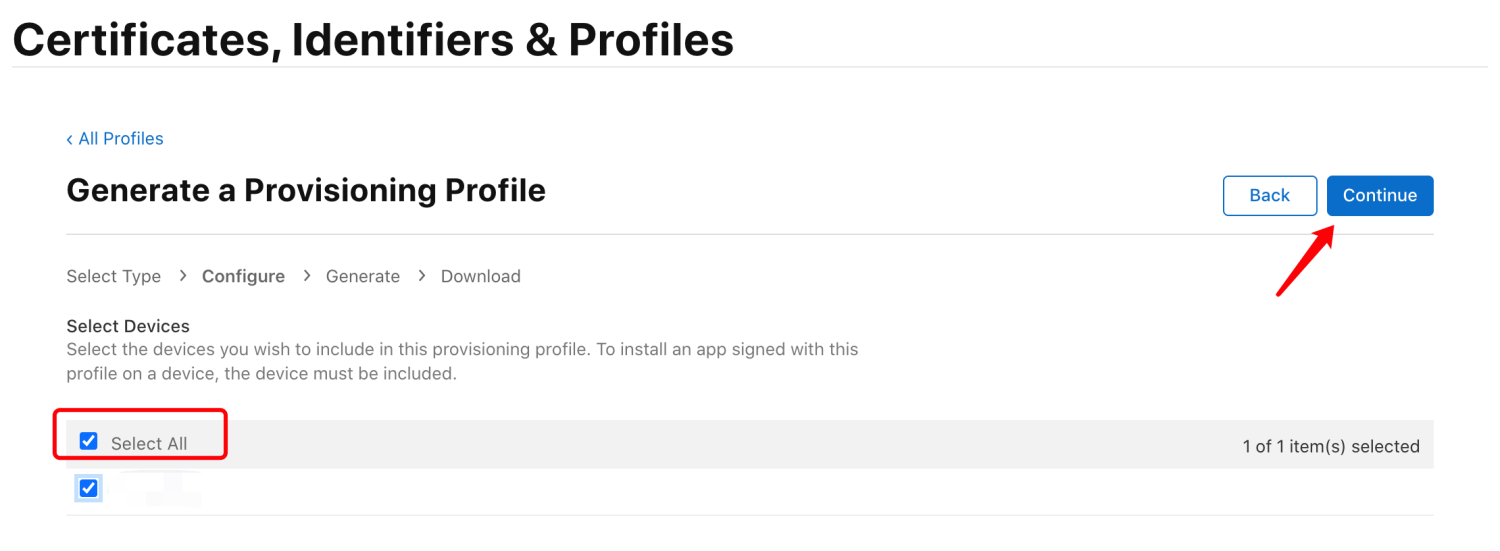 Certificates, Identifiers & Profiles
‹ All Profiles
Generate a Provisioning Profile
Back
Continue
Select Type > Configure > Generate > Download
Select Devices
Select the devices you wish to include in this provisioning profile. To install an app signed with this
profile on a device, the device must be included.
Select All
1 of 1 item(s) selected